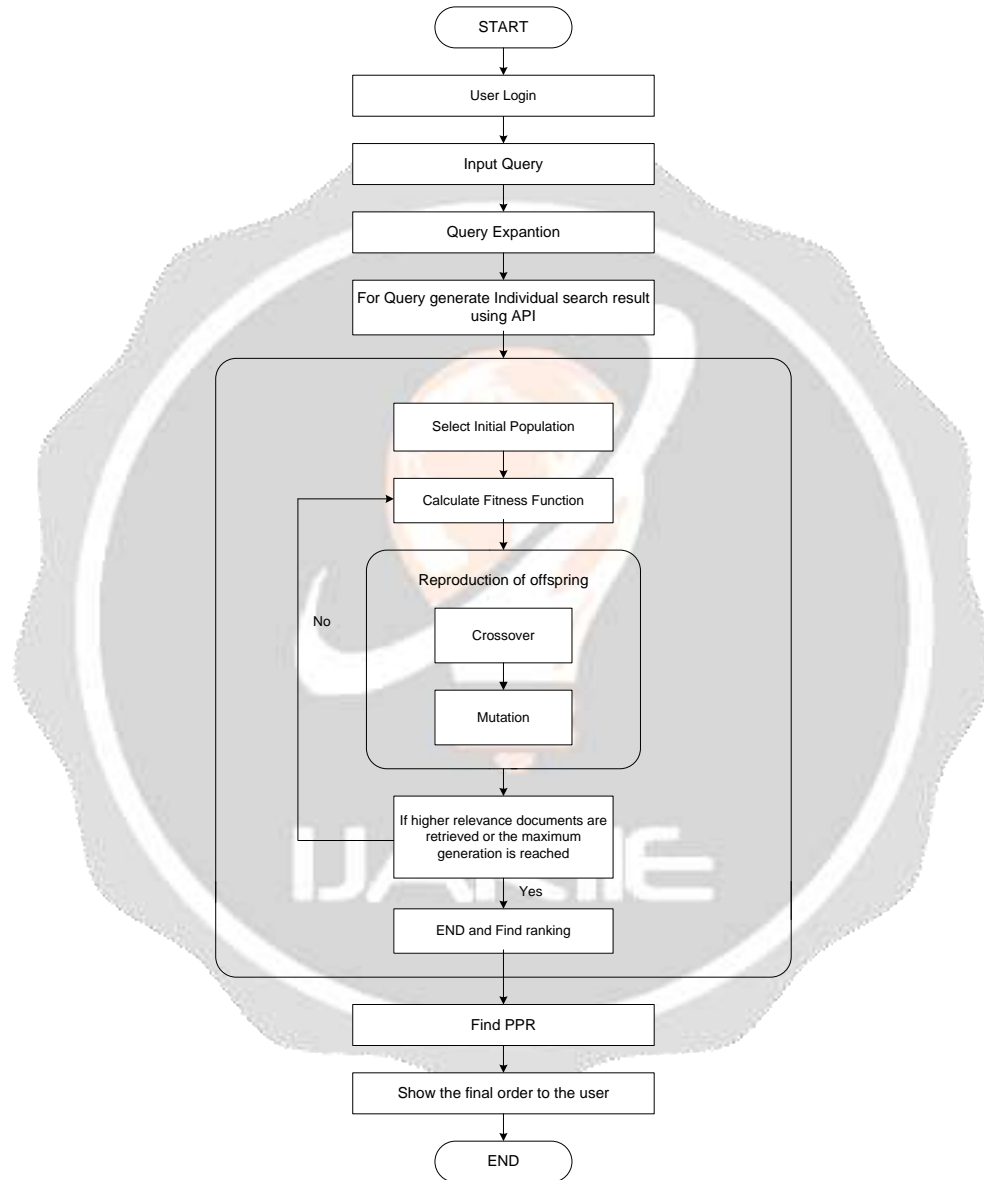 START
User Login
Input Query
Query Expantion
For Query generate Individual search result
using API
Select Initial Population
Calculate Fitness Function
Reproduction of offspring
No
Crossover
Mutation
If higher relevance documents are
retrieved or the maximum
generation is reached
IJARIIE
Yes
END and Find ranking
Find PPR
Show the final order to the user
END